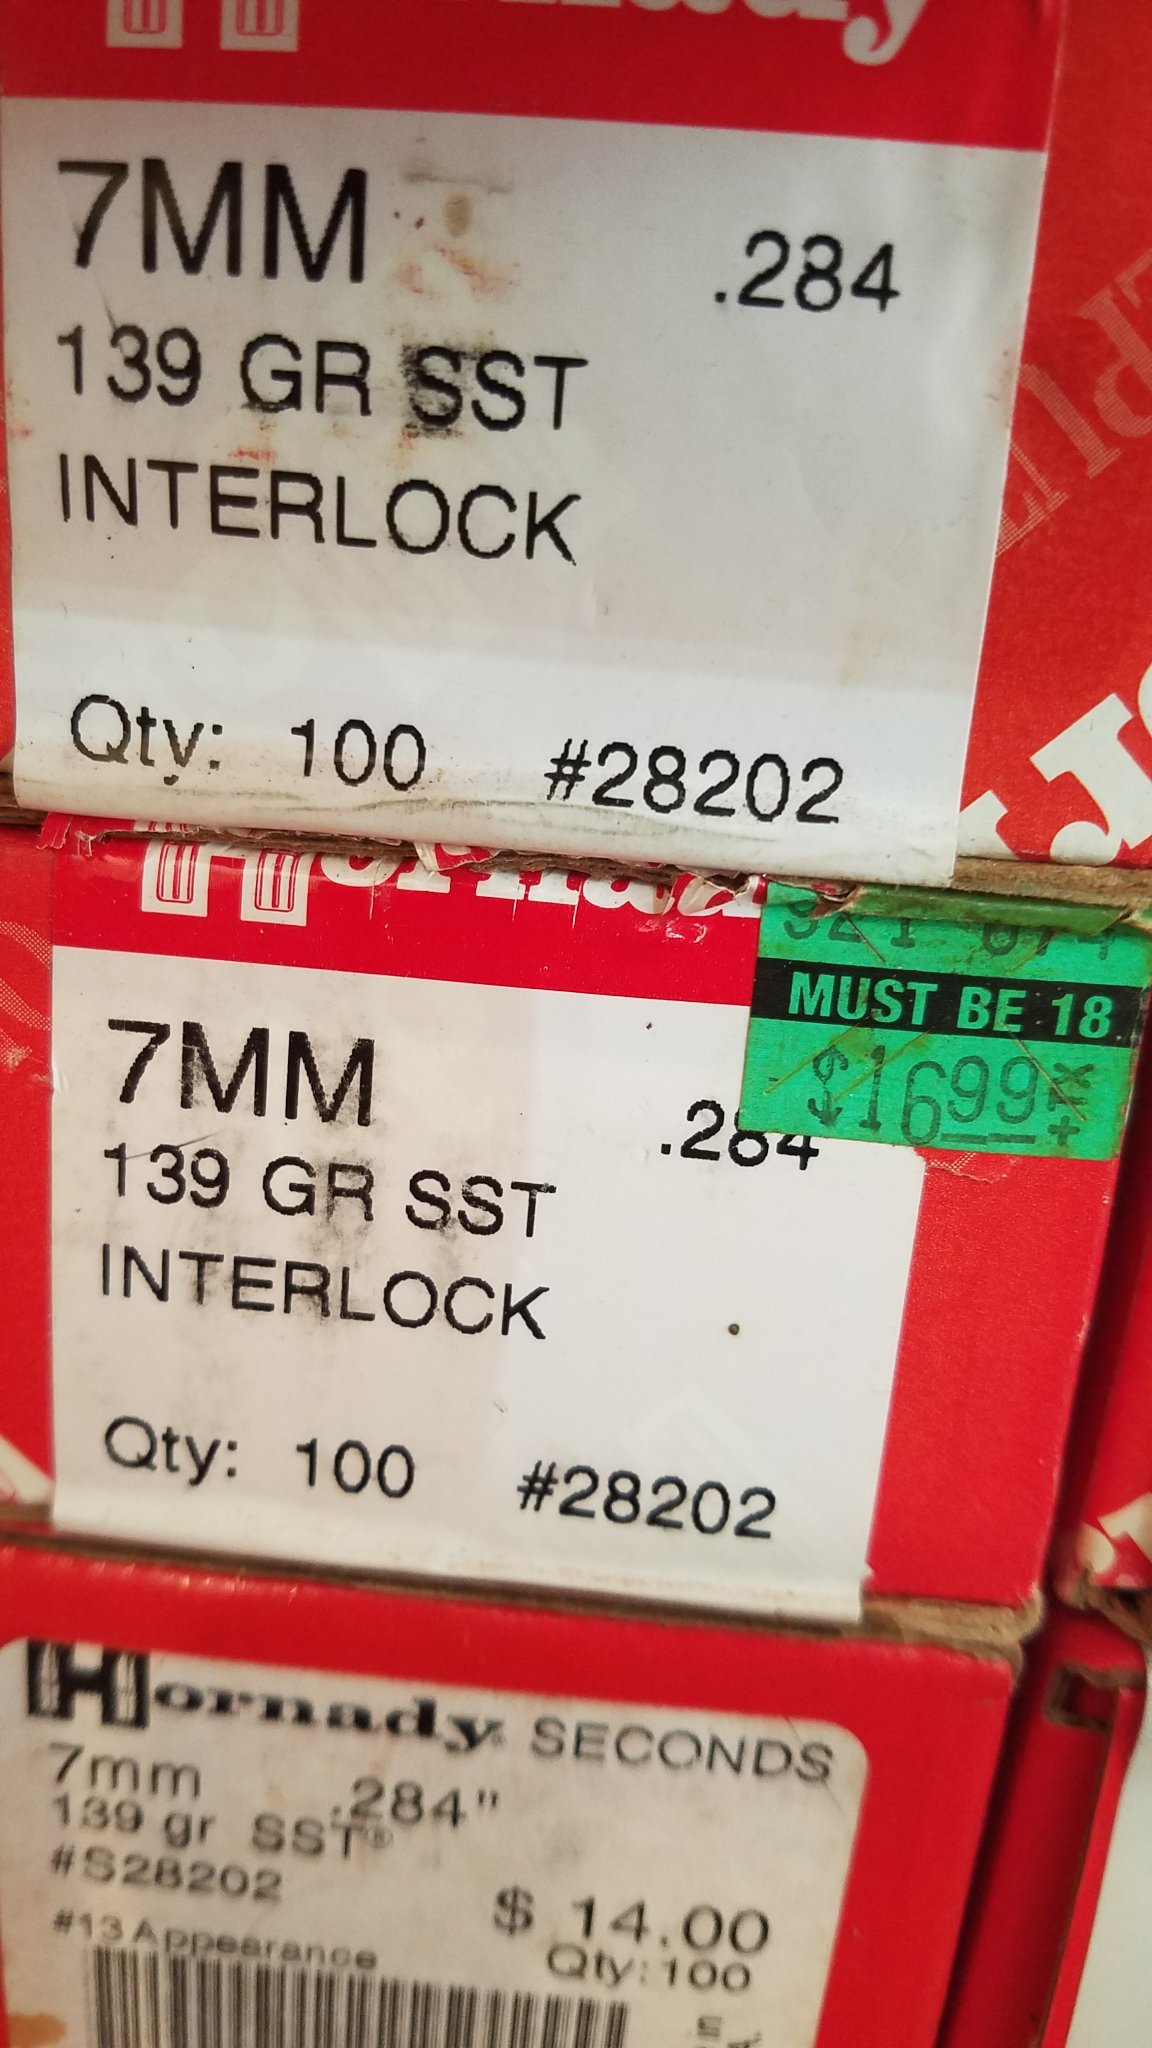 7MM .284
139 GR SST
INTERLOCK
Qty: 100 #28202
MUST BE 18
$16.99
7MM .284
139 GR SST
INTERLOCK
Qty: 100 #28202
Hornady SECONDS
7mm .284"
139 gr SST®
#S28202
#13 Appearance
$ 14.00
Qty:100